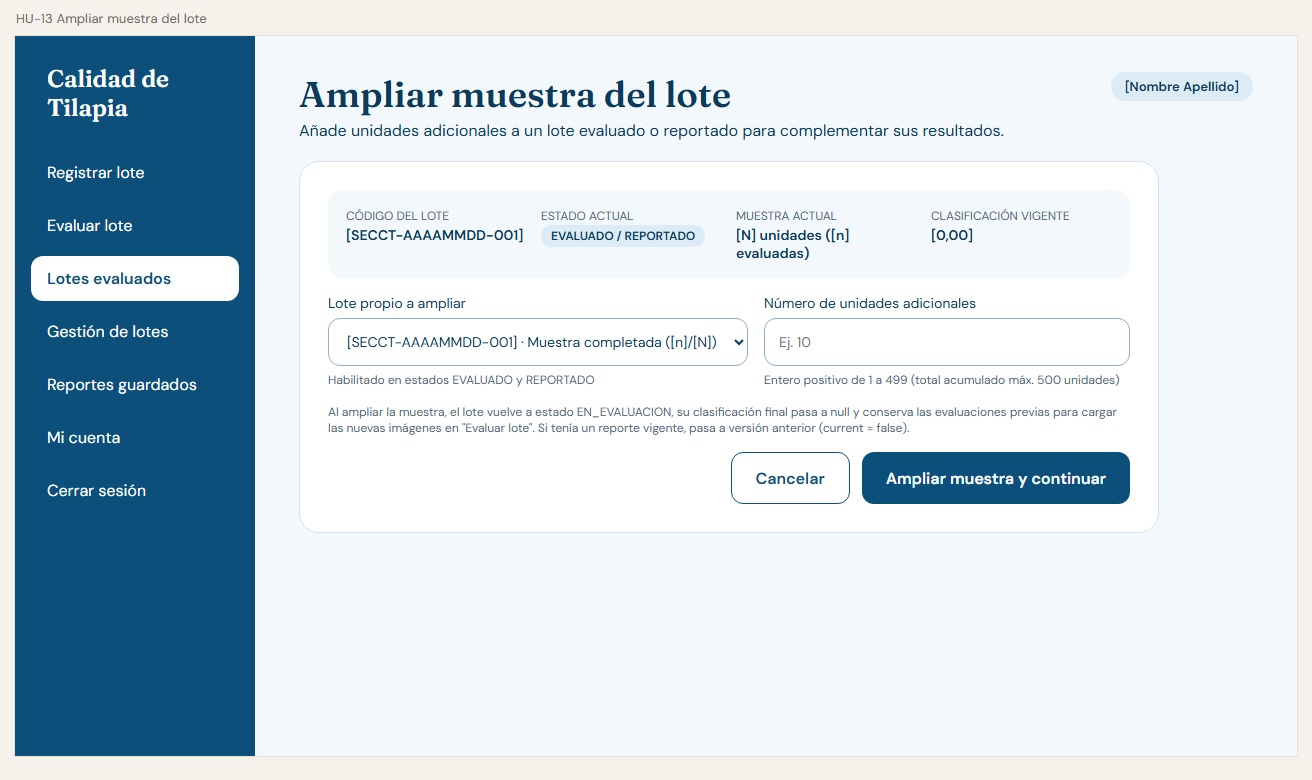 HU-13 Ampliar muestra del lote
Calidad de
Tilapia
Registrar lote
Evaluar lote
Lotes evaluados
Gestión de lotes
Reportes guardados
Mi cuenta
Cerrar sesión
Ampliar muestra del lote
[Nombre Apellido]
Añade unidades adicionales a un lote evaluado o reportado para complementar sus resultados.
CÓDIGO DEL LOTE
[SECCT-AAAAMMDD-001]
ESTADO ACTUAL
EVALUADO / REPORTADO
MUESTRA ACTUAL
[N] unidades ([n]
evaluadas)
CLASIFICACIÓN VIGENTE
[0,00]
Lote propio a ampliar
[SECCT-AAAAMMDD-001] · Muestra completada ([n]/[N])
Habilitado en estados EVALUADO y REPORTADO
Número de unidades adicionales
Ej. 10
Entero positivo de 1 a 499 (total acumulado máx. 500 unidades)
Al ampliar la muestra, el lote vuelve a estado EN_EVALUACION, su clasificación final pasa a null y conserva las evaluaciones previas para cargar
las nuevas imágenes en "Evaluar lote". Si tenía un reporte vigente, pasa a versión anterior (current = false).
Cancelar
Ampliar muestra y continuar